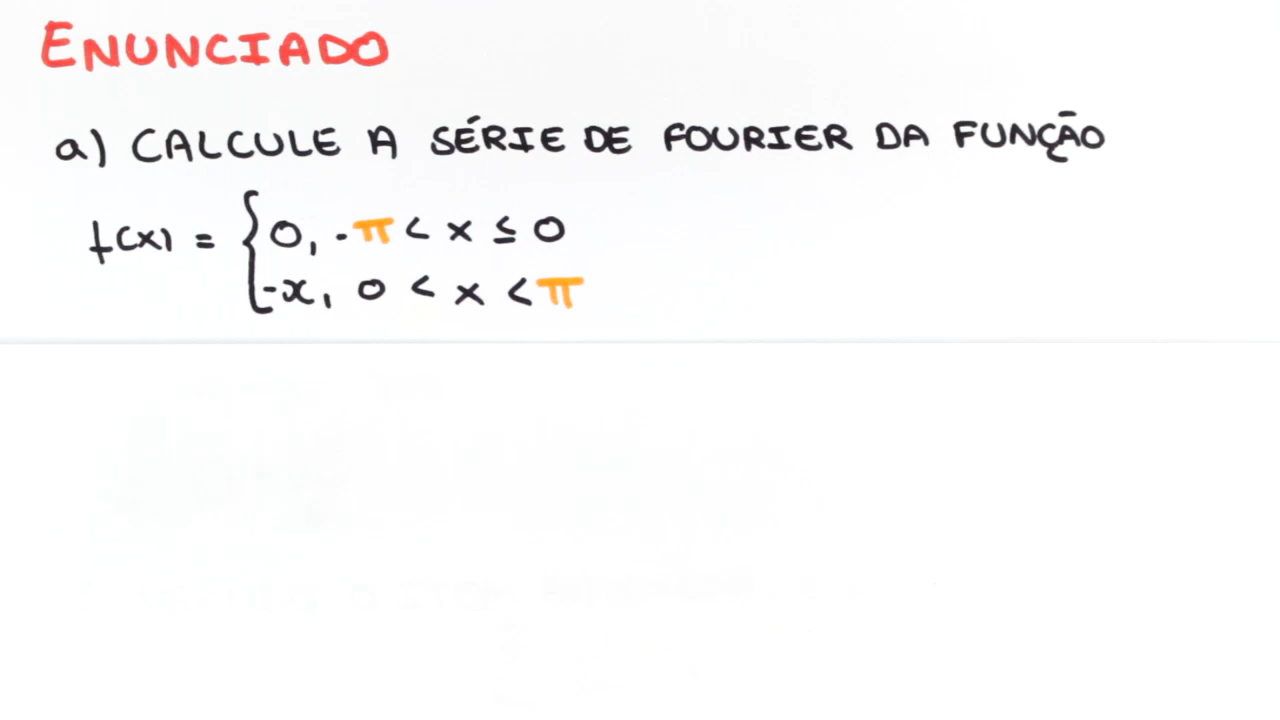 ENUNCIADO
a) CALCULE A SÉRIE DE FOURIER DA FUNÇÃO
f(x) = { 0, -π < x ≤ 0
-x, 0 < x < π